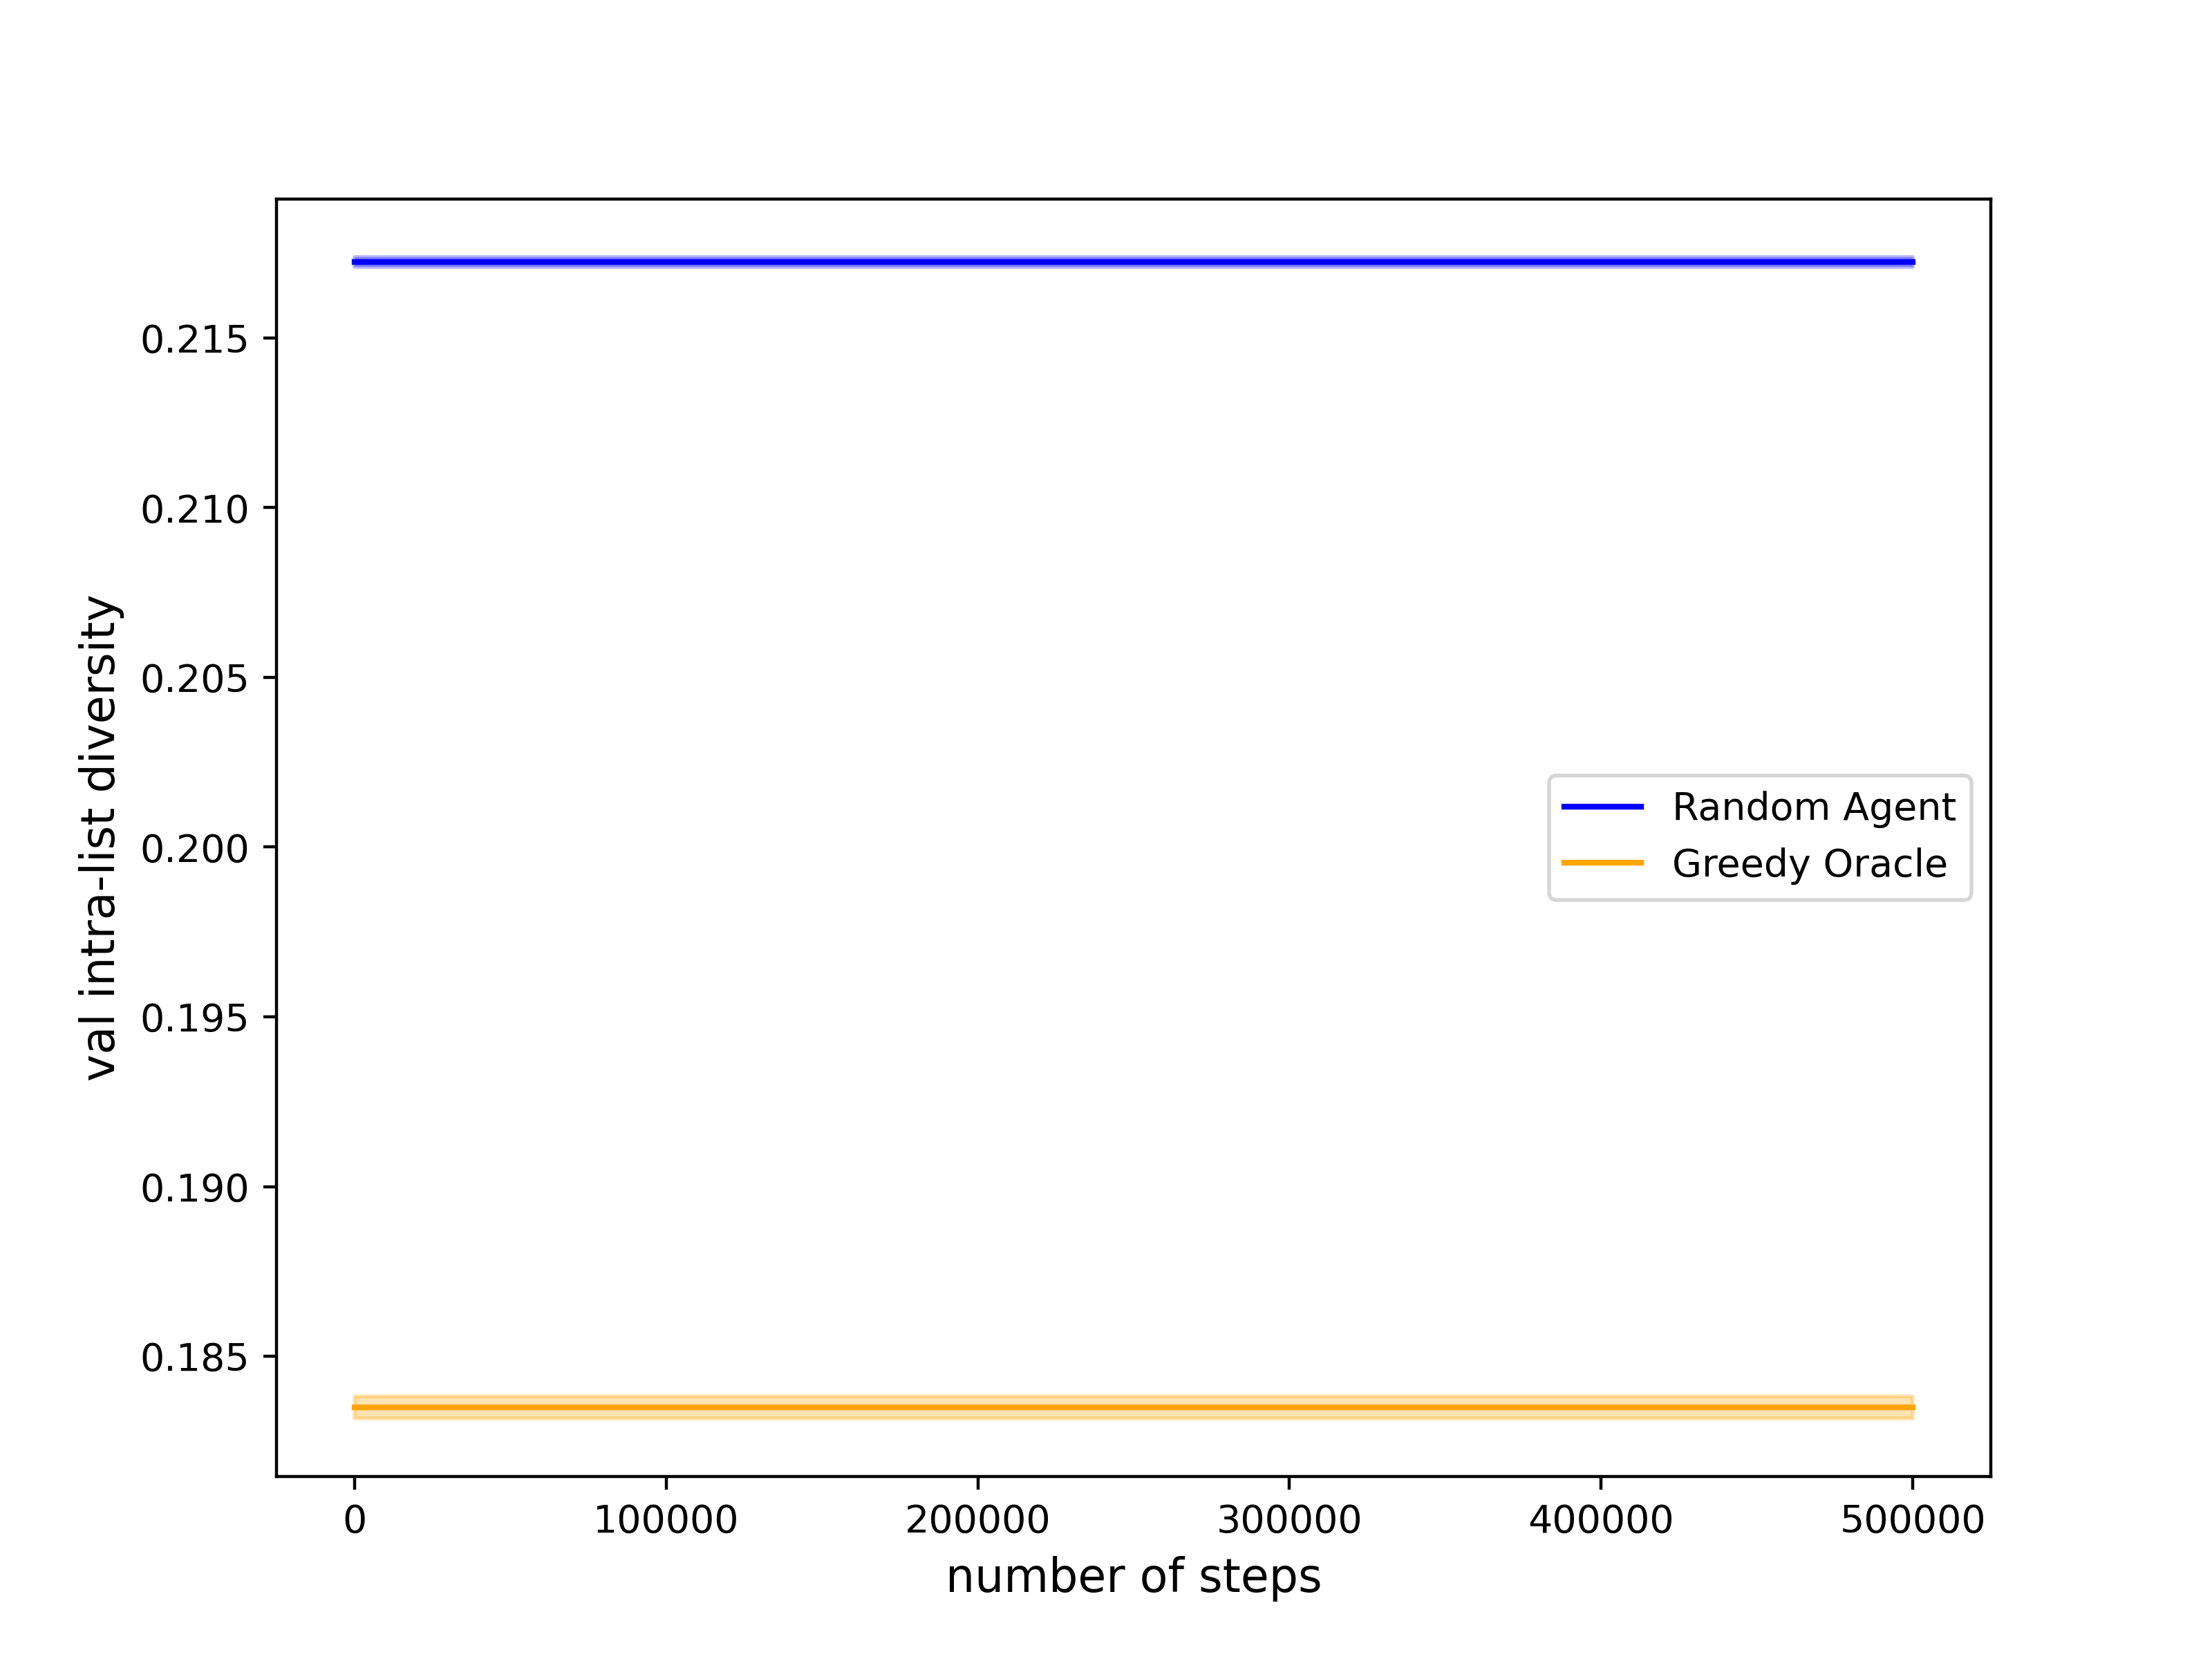 0.215
0.210
0.205
0.200
0.195
0.190
0.185
val intra-list diversity
Random Agent
Greedy Oracle
0 100000 200000 300000 400000 500000
number of steps